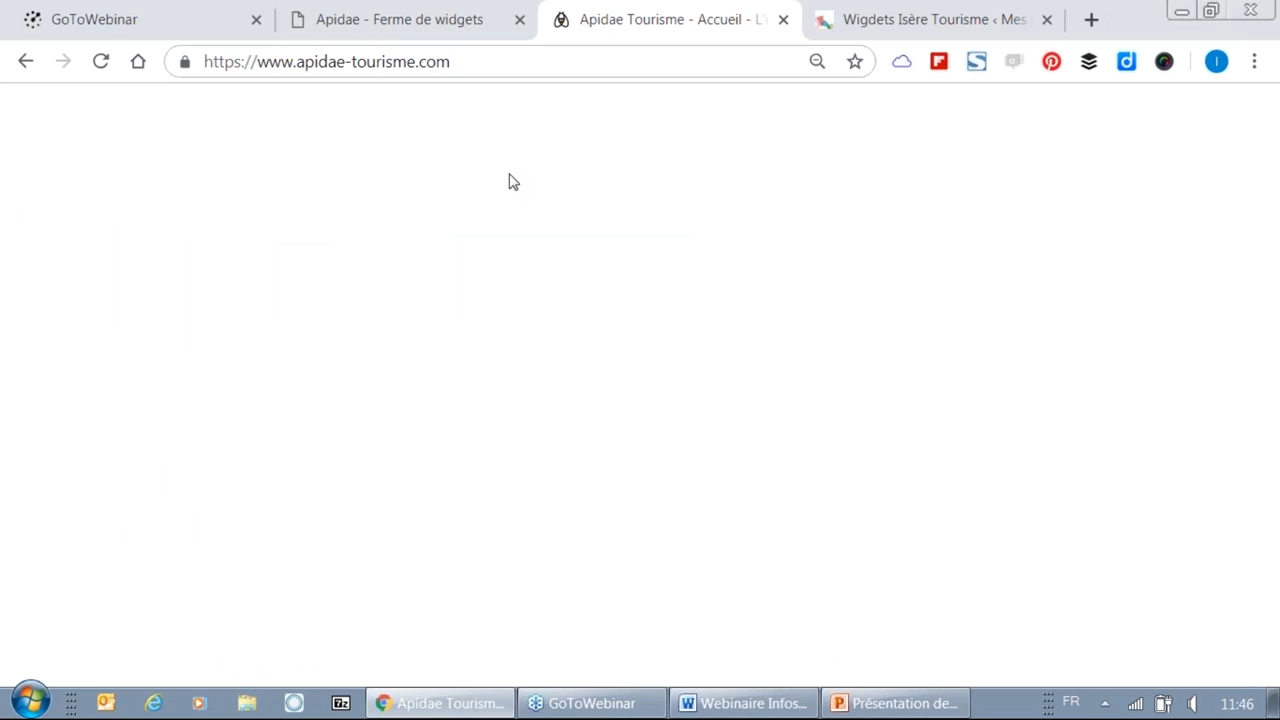 GoToWebinar
Apidae - Ferme de widgets
Apidae Tourisme - Accueil - L'
Wigdets Isère Tourisme ‹ Mes
https://www.apidae-tourisme.com
Apidae Tourism...
GoToWebinar
Webinaire Infos...
Présentation de...
FR
11:46